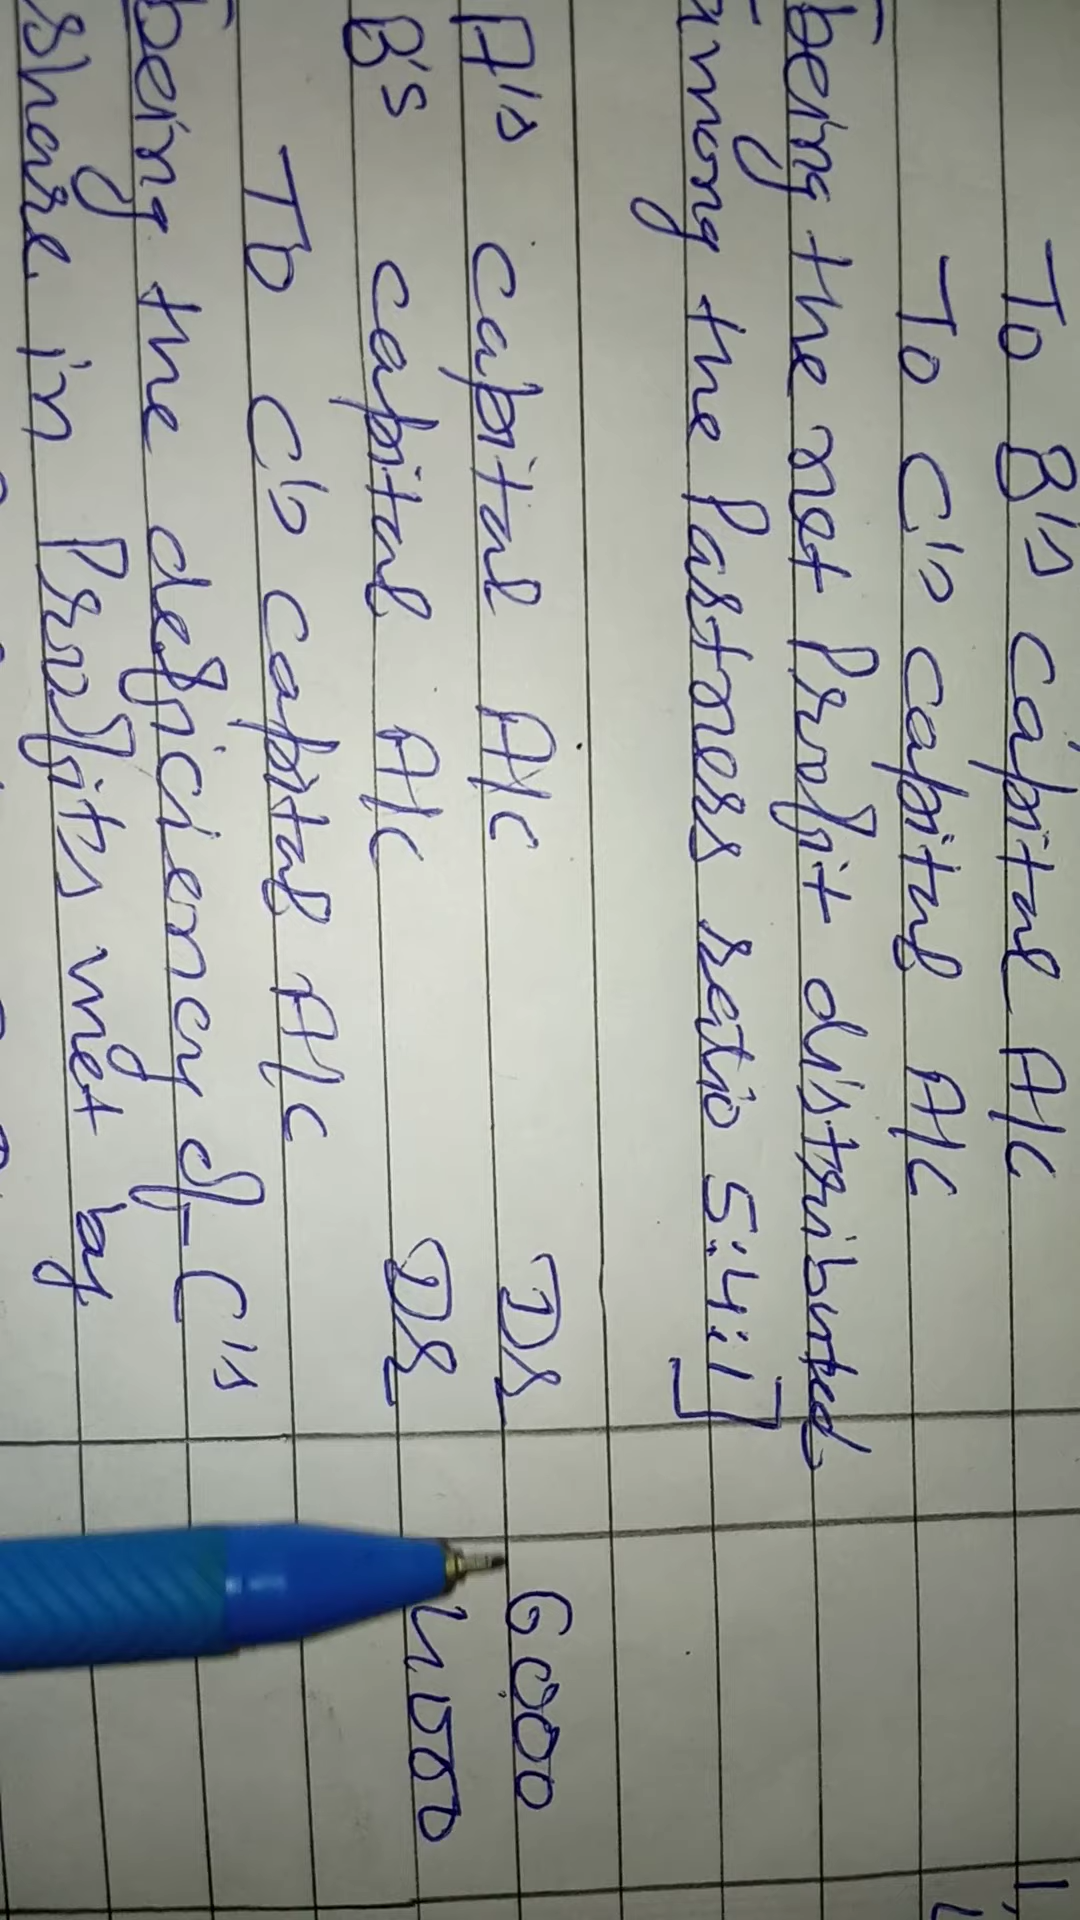 To B's capital A/c
To C's capital A/c
being the net Profit distributed
among the Partners ratio 5:4:1]
A's capital A/c Dr 6000
B's capital A/c Dr 4000
To C's capital A/c
being the deficiency of C's
share in Profits met by